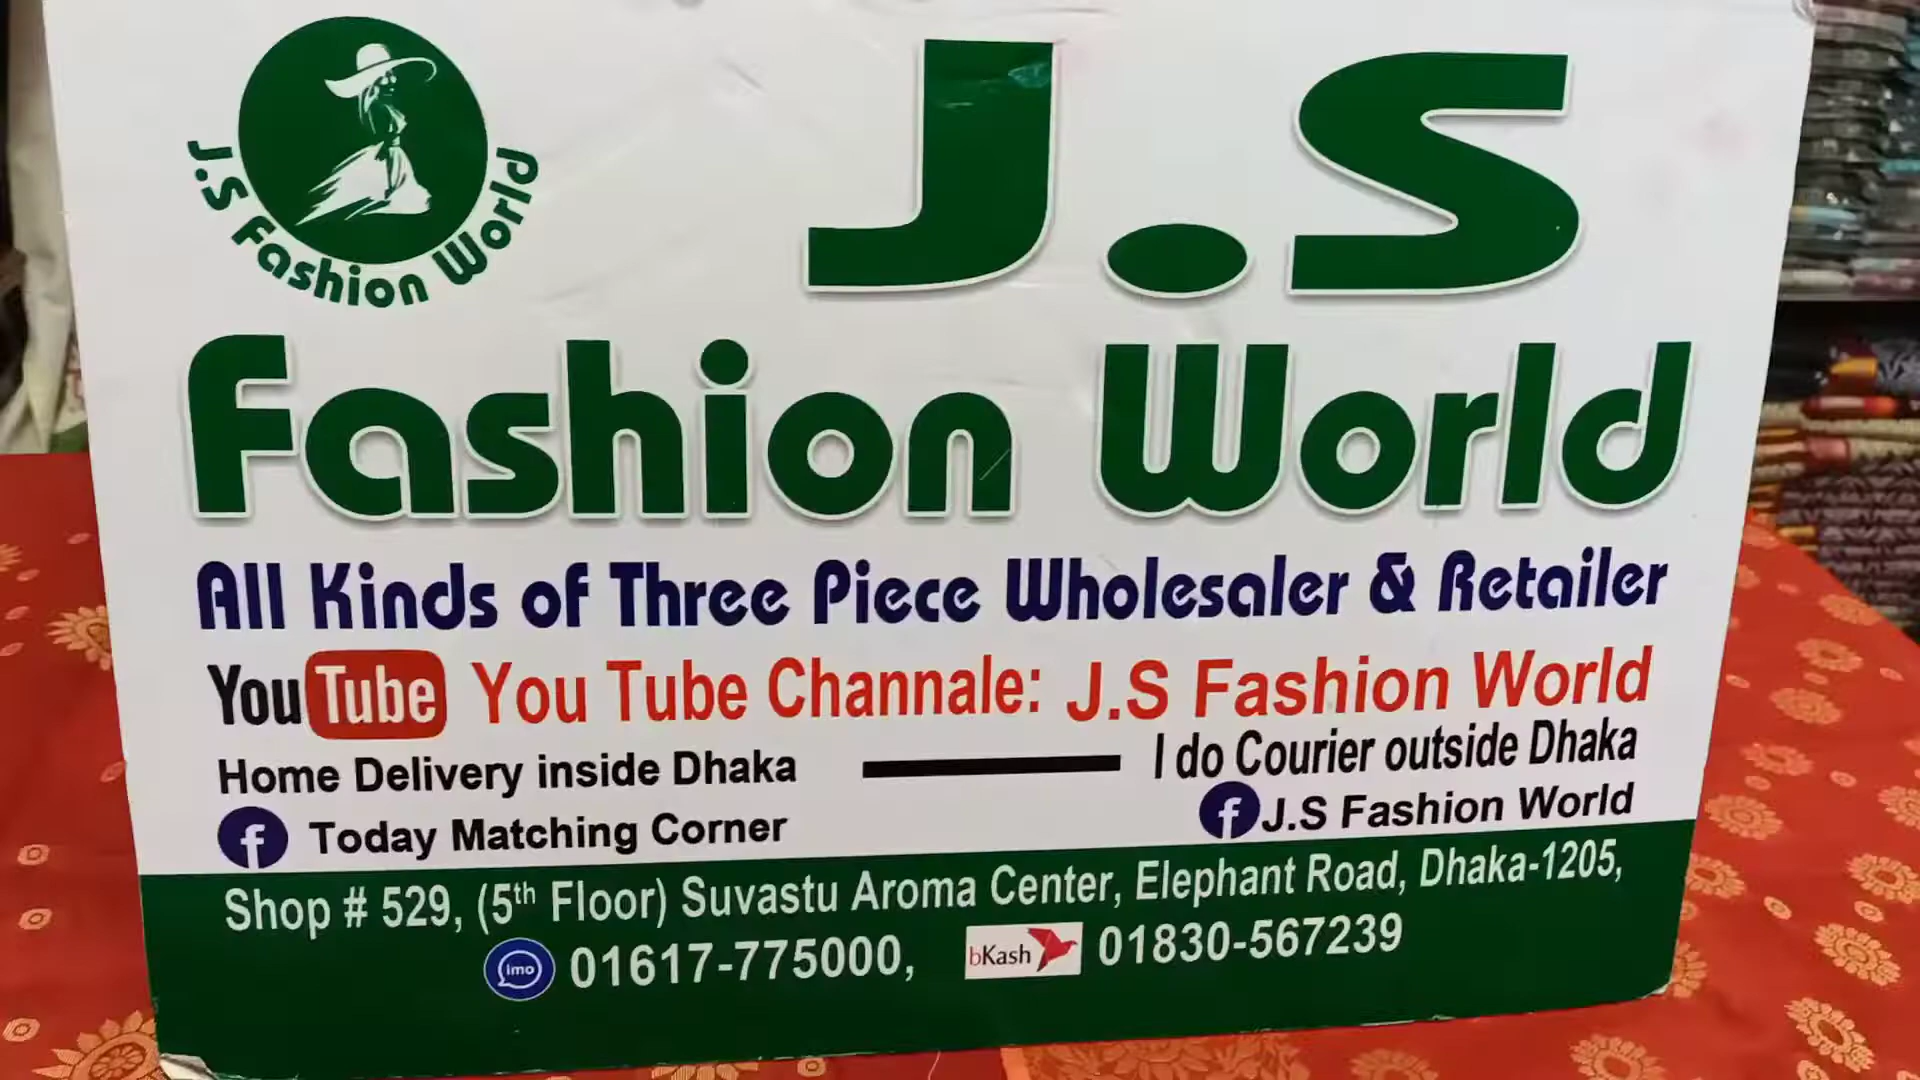 J.S Fashion World
J.S
Fashion World
All Kinds of Three Piece Wholesaler & Retailer
YouTube You Tube Channale: J.S Fashion World
Home Delivery inside Dhaka I do Courier outside Dhaka
f Today Matching Corner f J.S Fashion World
Shop # 529, (5th Floor) Suvastu Aroma Center, Elephant Road, Dhaka-1205,
imo 01617-775000, bKash 01830-567239